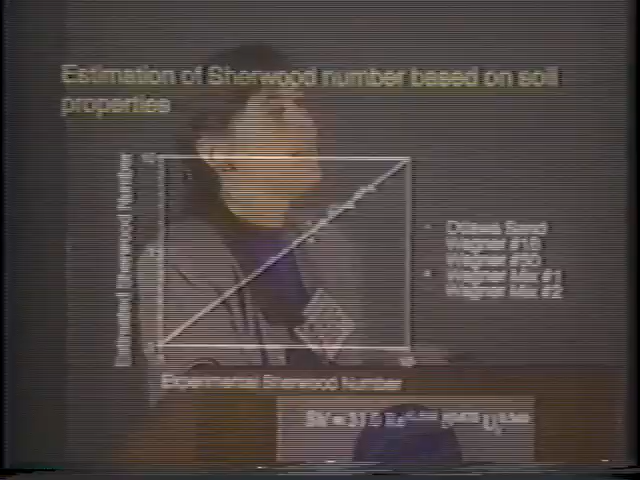 Estimation of Sherwood number based on soil
properties
Estimated Sherwood Number
10
Ottawa Sand
Wagner #18
Wagner #50
Wagner Mix #1
Wagner Mix #2
Experimental Sherwood Number